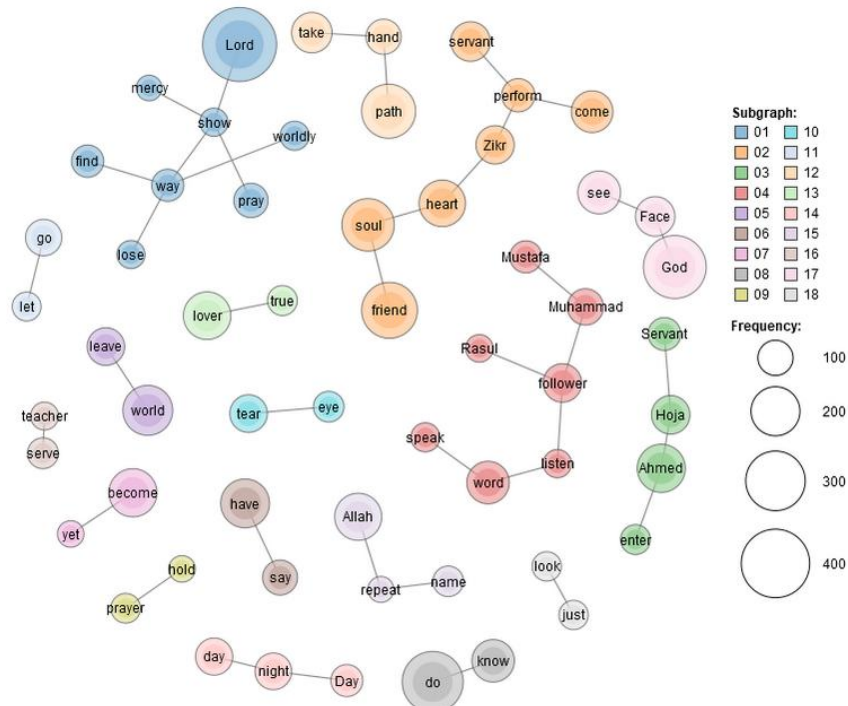 Lord
take
hand
servant
mercy
show
path
perform
come
worldly
find
Zikr
way
pray
heart
see
soul
Face
go
lose
Mustafa
God
let
lover
true
friend
Muhammad
Servant
leave
Rasul
follower
world
tear
eye
Hoja
teacher
speak
serve
listen
Ahmed
word
become
have
Allah
yet
enter
hold
say
repeat
name
look
prayer
just
day
night
Day
do
know
Subgraph:
01 10
02 11
03 12
04 13
05 14
06 15
07 16
08 17
09 18
Frequency:
100
200
300
400